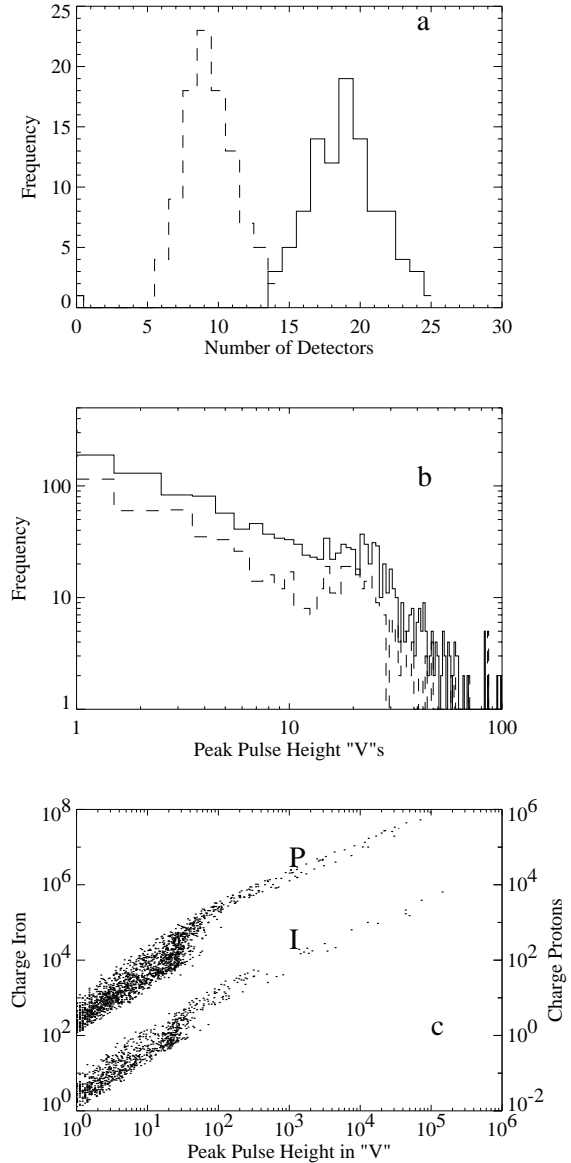 25
20
15
10
5
0
Frequency
a
0 5 10 15 20 25 30
Number of Detectors
100
10
1
Frequency
b
1 10 100
Peak Pulse Height "V"s
10^8
10^6
10^4
10^2
10^0
Charge Iron
P
I
c
10^6
10^4
10^2
10^0
10^-2
Charge Protons
10^0 10^1 10^2 10^3 10^4 10^5 10^6
Peak Pulse Height in "V"